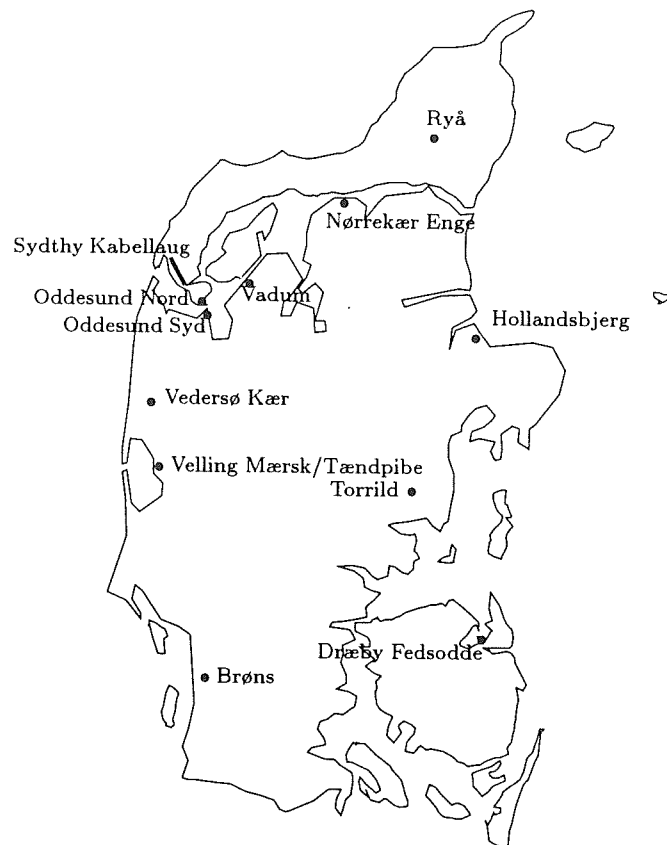 Ryå
Nørrekær Enge
Sydthy Kabellaug
Vadum
Oddesund Nord
Oddesund Syd
Hollandsbjerg
Vedersø Kær
Velling Mærsk/Tændpibe
Torrild
Dræby Fedsodde
Brøns